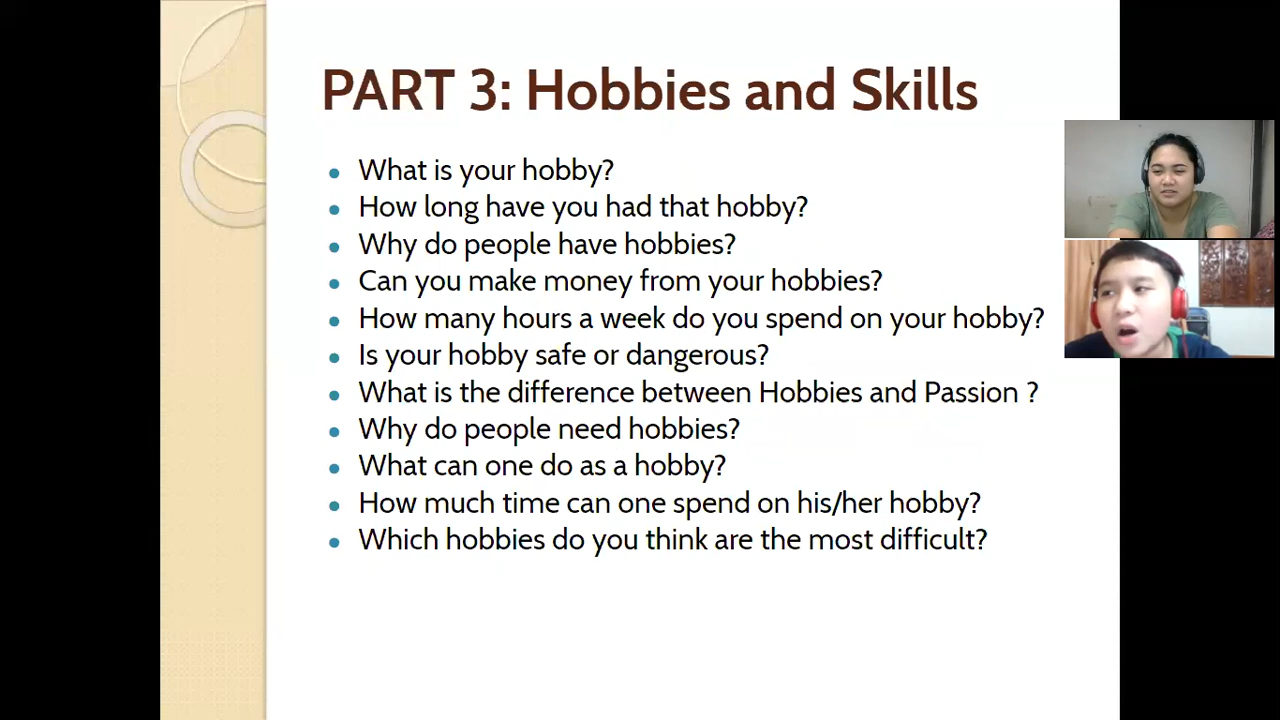 PART 3: Hobbies and Skills
What is your hobby?
How long have you had that hobby?
Why do people have hobbies?
Can you make money from your hobbies?
How many hours a week do you spend on your hobby?
Is your hobby safe or dangerous?
What is the difference between Hobbies and Passion ?
Why do people need hobbies?
What can one do as a hobby?
How much time can one spend on his/her hobby?
Which hobbies do you think are the most difficult?